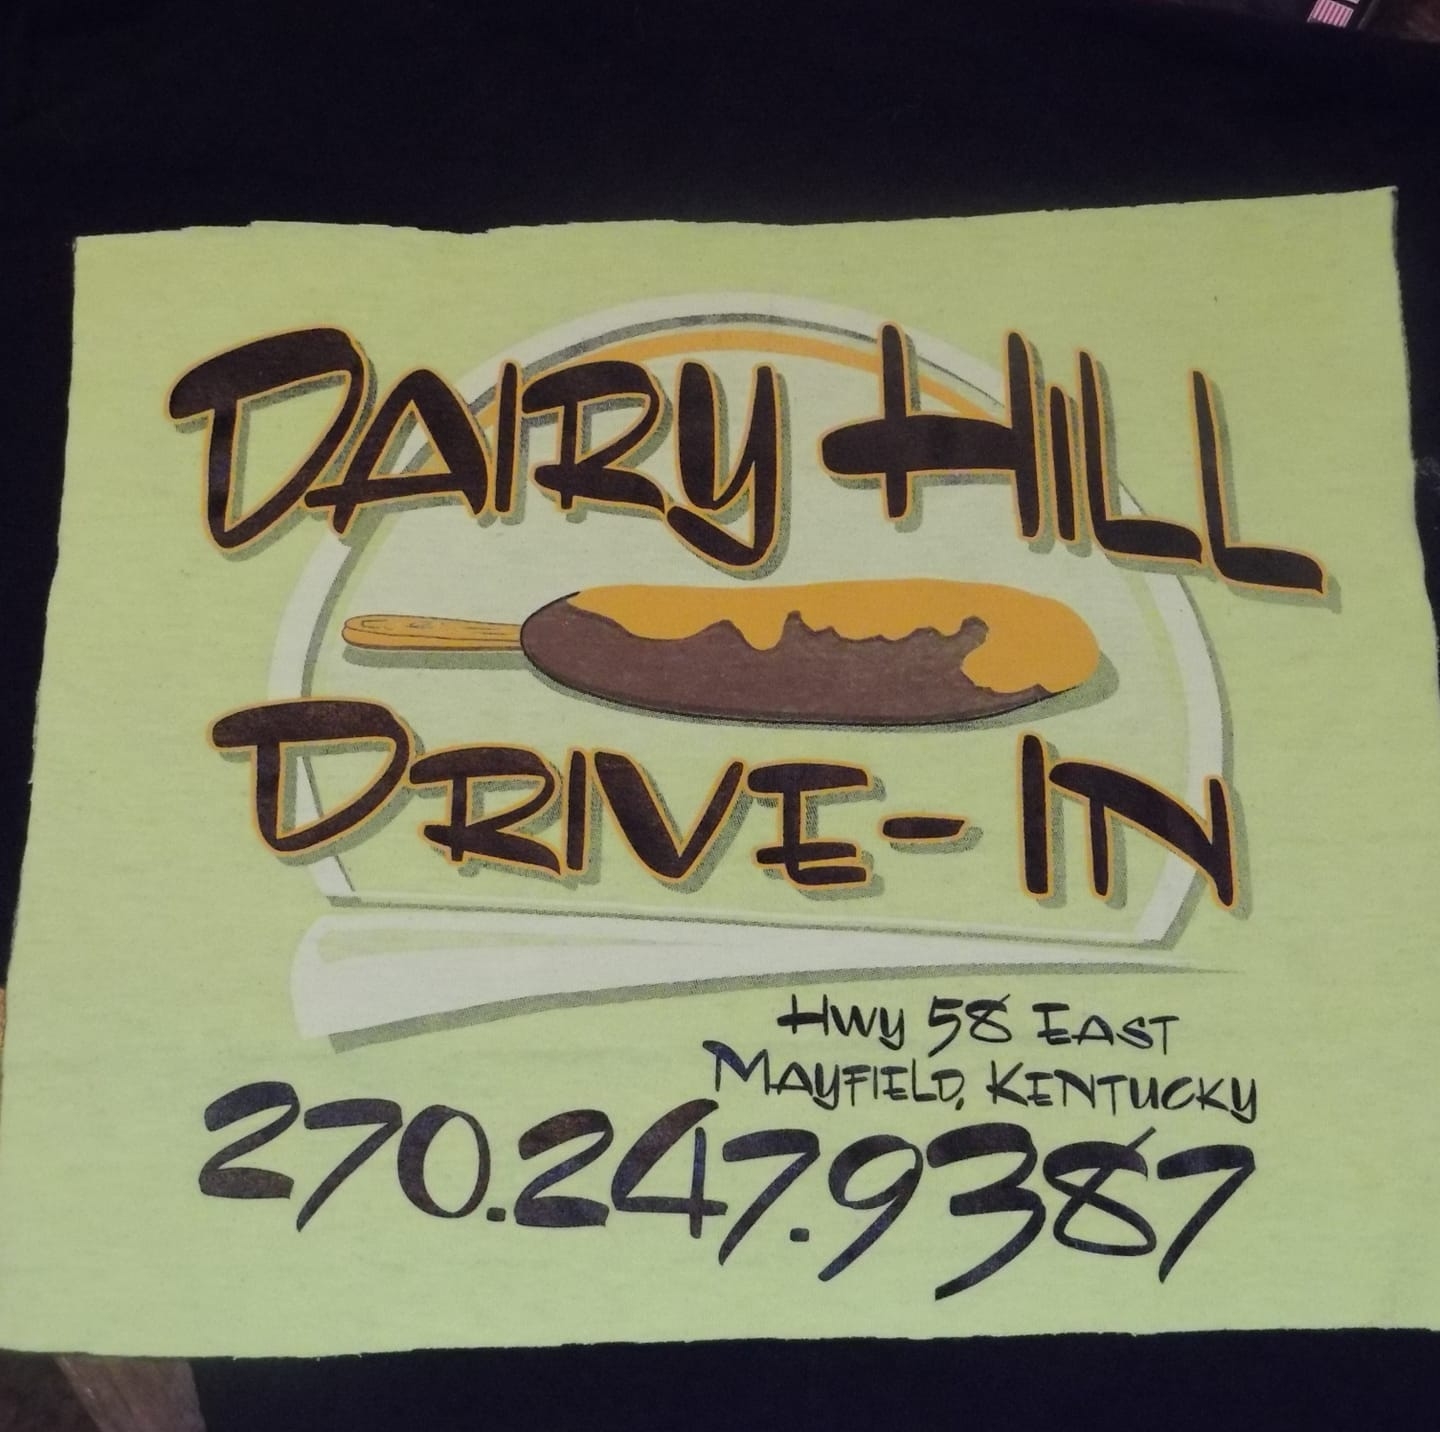 Dairy Hill
Drive-In
Hwy 58 East
Mayfield, Kentucky
270.247.9387